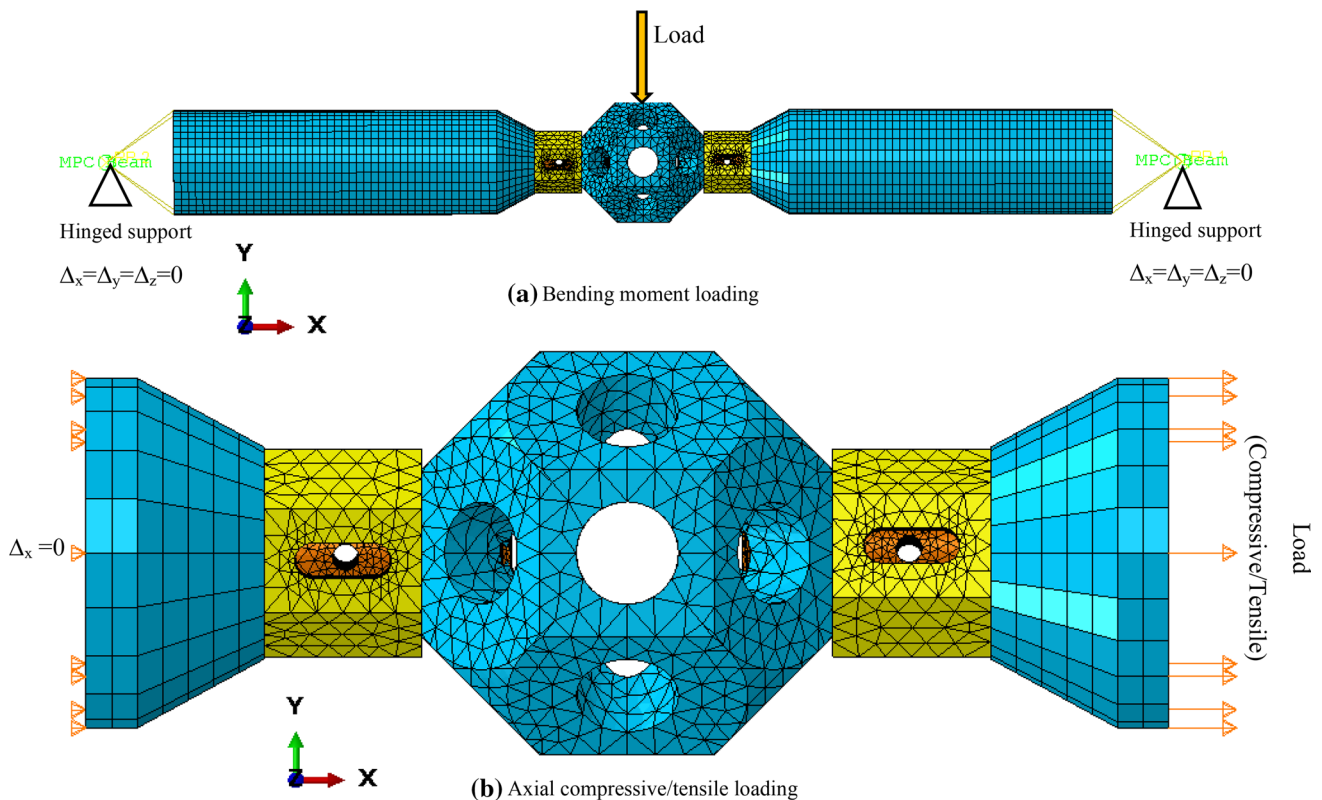 Load
MPC Beam
MPC Beam
Hinged support
Hinged support
Δx=Δy=Δz=0
Δx=Δy=Δz=0
Y
Z
X
(a) Bending moment loading
Δx =0
Load
(Compressive/Tensile)
Y
Z
X
(b) Axial compressive/tensile loading